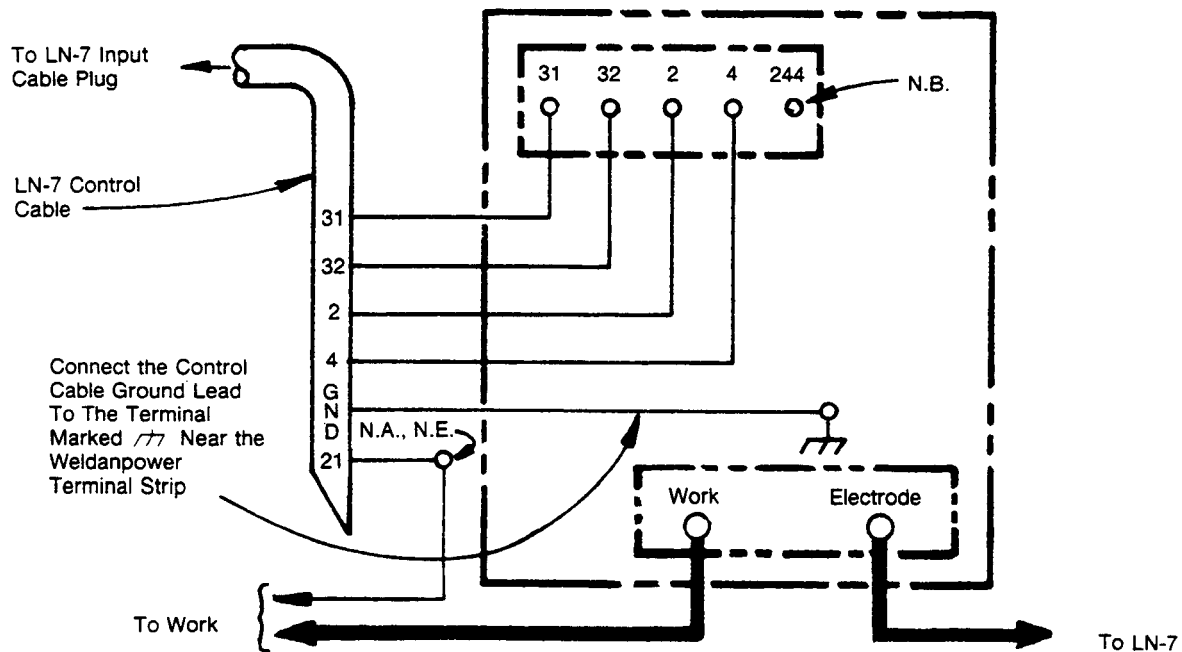 To LN-7 Input
Cable Plug
31 32 2 4 244
N.B.
LN-7 Control
Cable
31
32
2
4
GND
21
N.A., N.E.
Connect the Control
Cable Ground Lead
To The Terminal
Marked Near the
Weldanpower
Terminal Strip
Work
Electrode
To Work
To LN-7